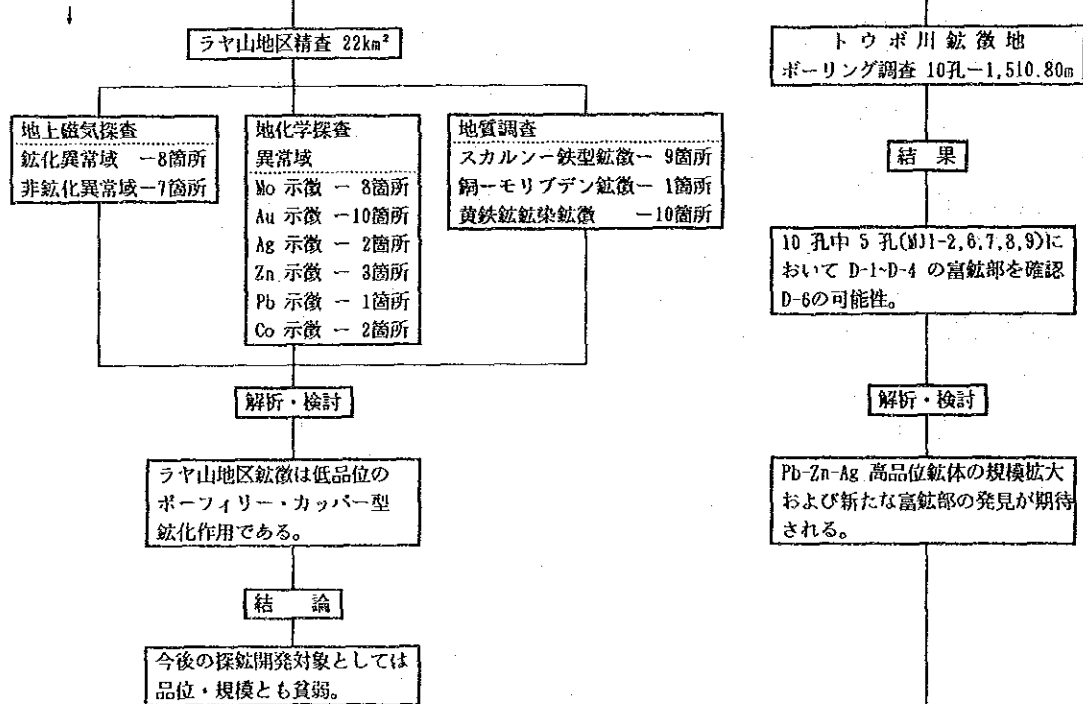 ラヤ山地区精査 22km²
地上磁気探査
鉱化異常域 －8箇所
非鉱化異常域－7箇所
地化学探査
異常域
Mo 示徴 － 8箇所
Au 示徴 －10箇所
Ag 示徴 － 2箇所
Zn 示徴 － 3箇所
Pb 示徴 － 1箇所
Co 示徴 － 2箇所
地質調査
スカルン－鉄型鉱徴－ 9箇所
銅－モリブデン鉱徴－ 1箇所
黄鉄鉱鉱染鉱徴 －10箇所
解析・検討
ラヤ山地区鉱徴は低品位の
ポーフィリー・カッパー型
鉱化作用である。
結 論
今後の探鉱開発対象としては
品位・規模とも貧弱。
トウボ川鉱徴地
ボーリング調査 10孔－1,510.80m
結 果
10 孔中 5 孔(MJI-2,6,7,8,9)に
おいて D-1~D-4 の富鉱部を確認
D-6の可能性。
解析・検討
Pb-Zn-Ag 高品位鉱体の規模拡大
および新たな富鉱部の発見が期待
される。